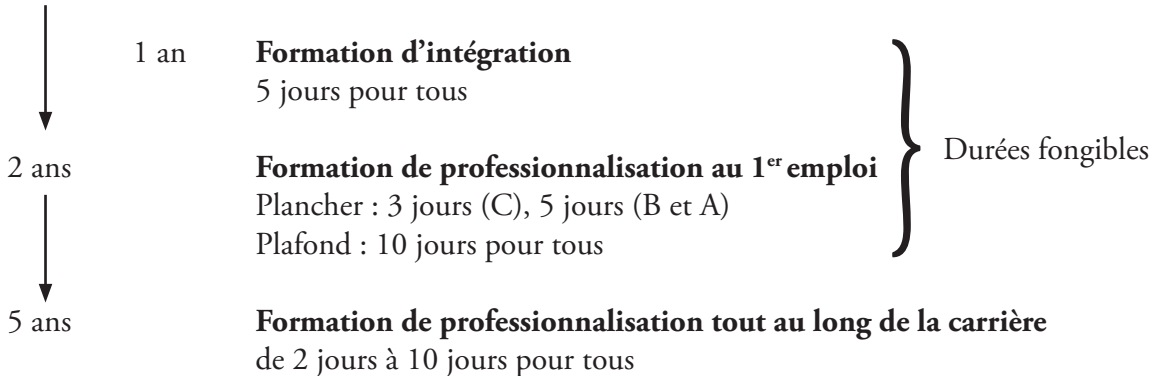 1 an Formation d’intégration
5 jours pour tous
2 ans Formation de professionnalisation au 1er emploi
Durées fongibles
Plancher : 3 jours (C), 5 jours (B et A)
Plafond : 10 jours pour tous
5 ans Formation de professionnalisation tout au long de la carrière
de 2 jours à 10 jours pour tous